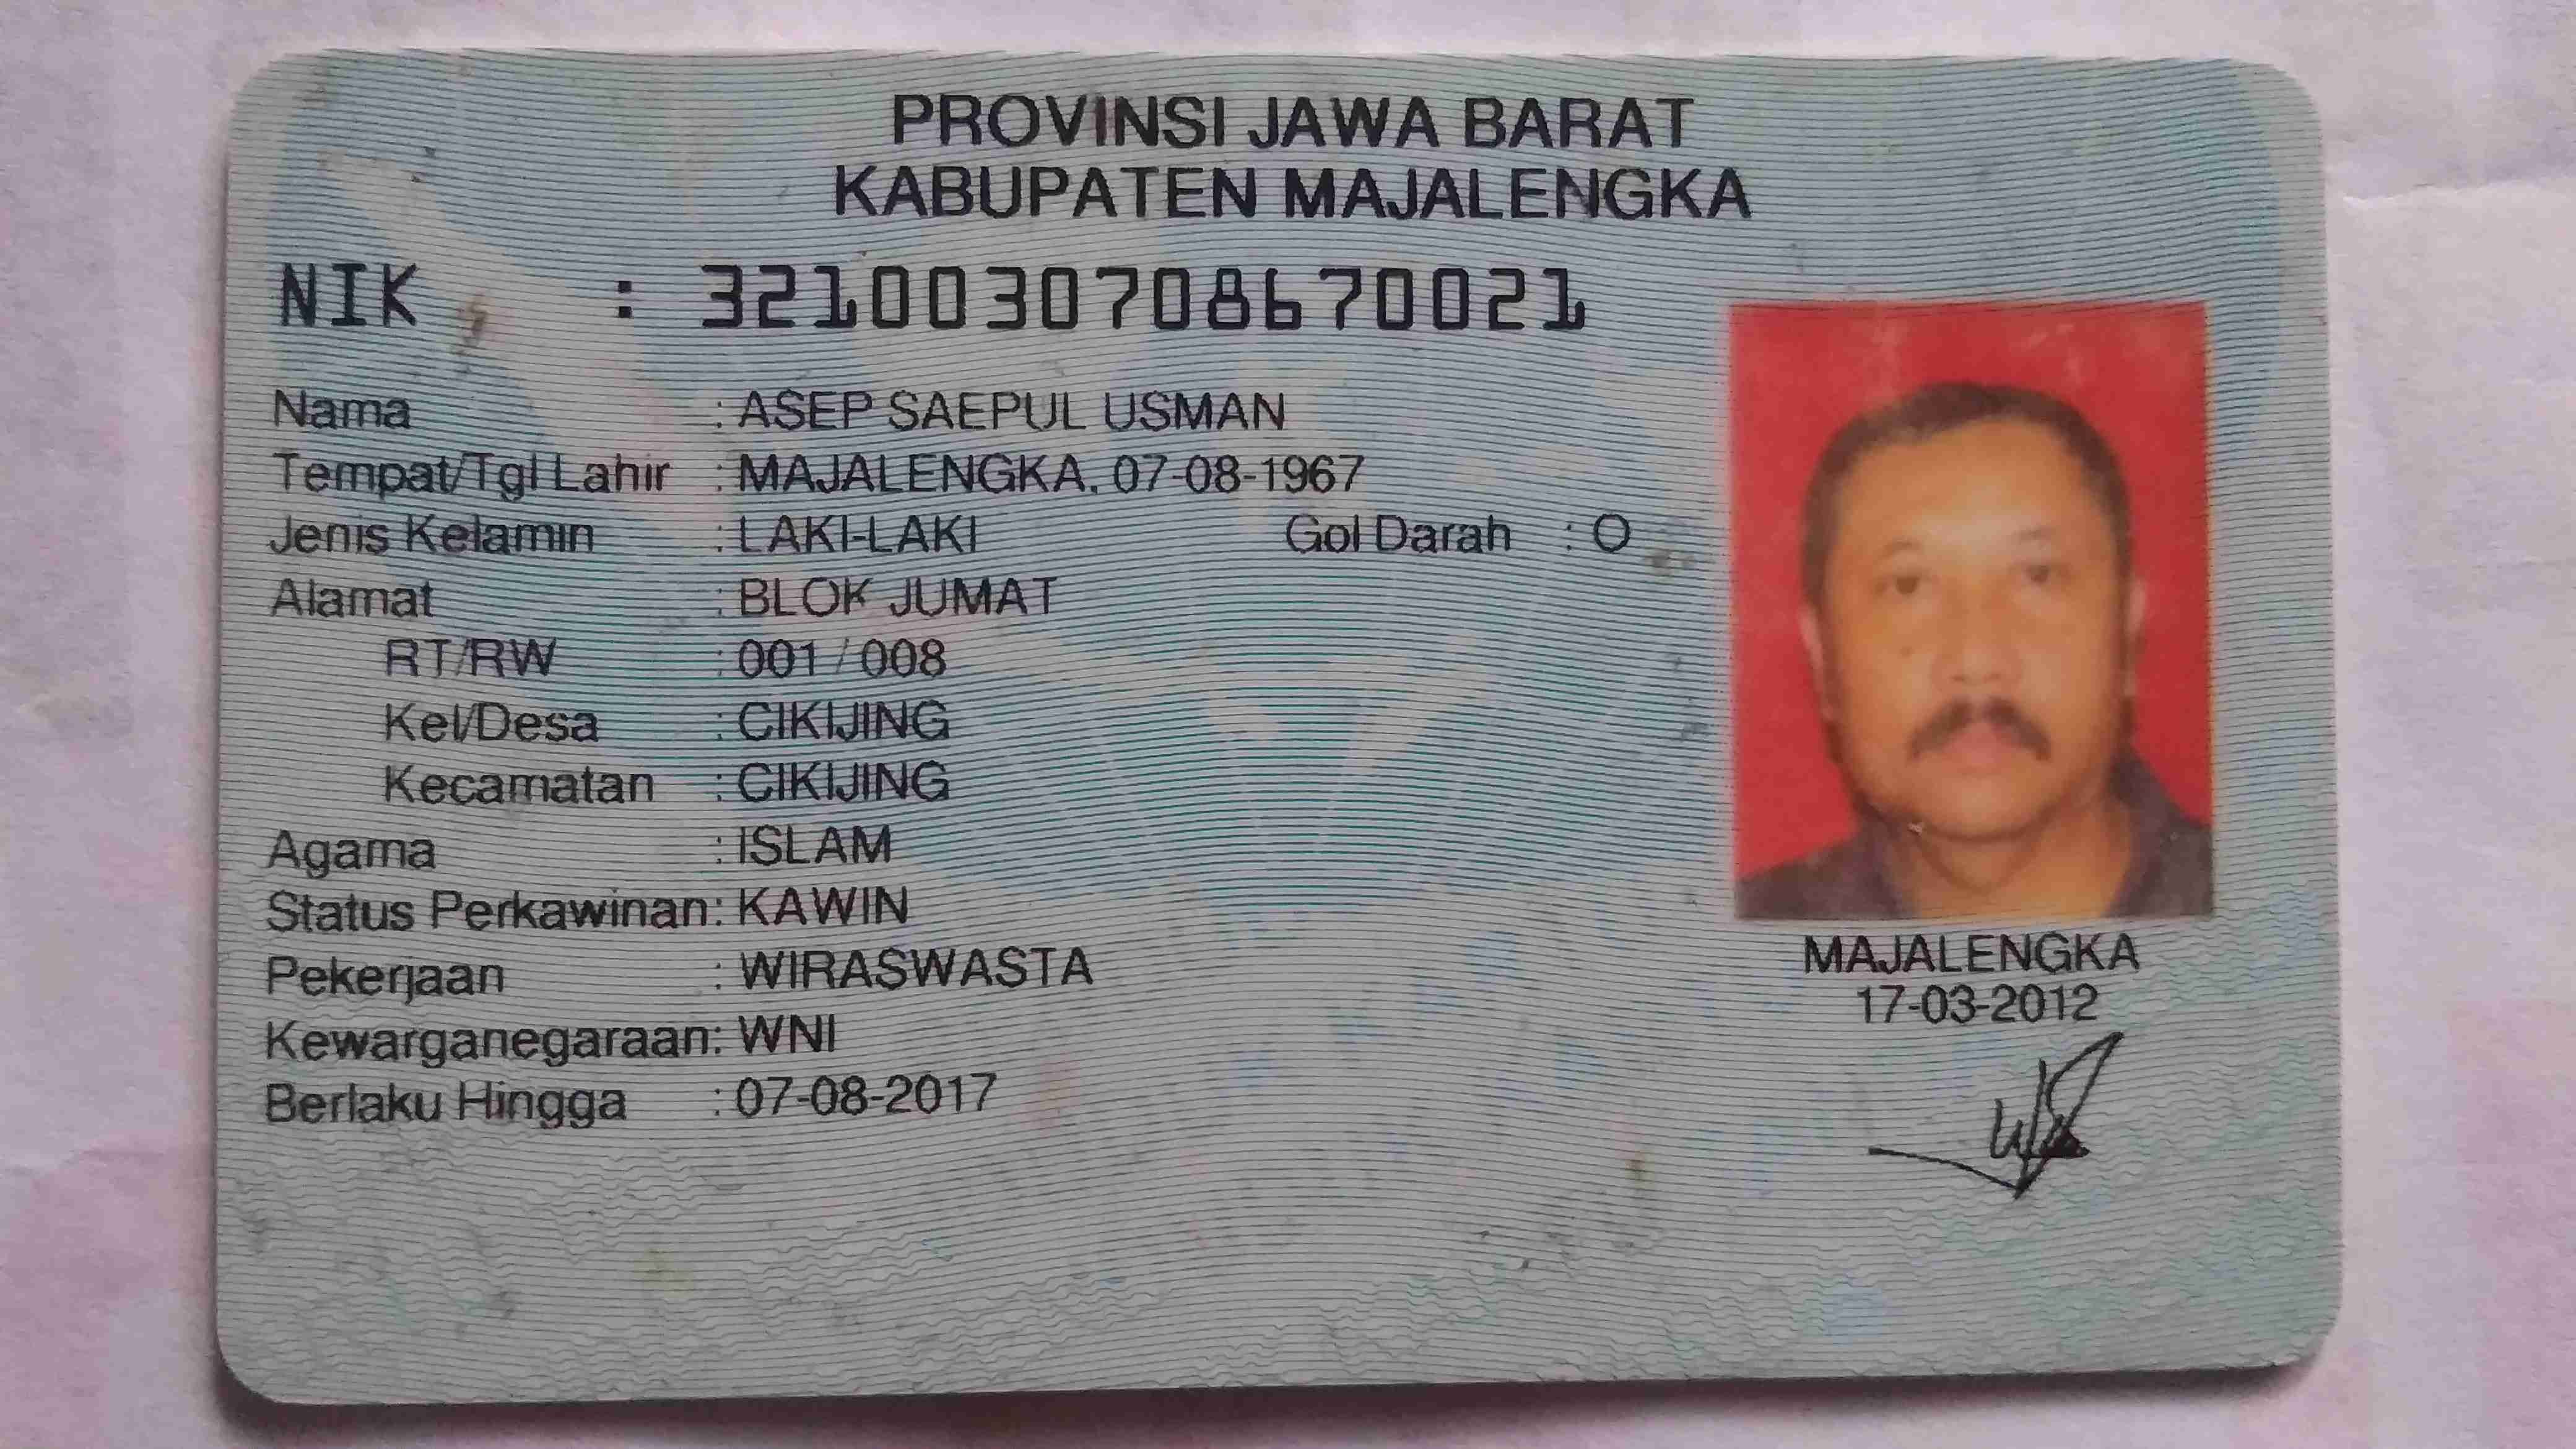 PROVINSI JAWA BARAT
KABUPATEN MAJALENGKA
NIK : 3210030708670021
Nama : ASEP SAEPUL USMAN
Tempat/Tgl Lahir : MAJALENGKA, 07-08-1967
Jenis Kelamin : LAKI-LAKI Gol Darah : O
Alamat : BLOK JUMAT
RT/RW : 001 / 008
Kel/Desa : CIKIJING
Kecamatan : CIKIJING
Agama : ISLAM
Status Perkawinan: KAWIN
Pekerjaan : WIRASWASTA
Kewarganegaraan: WNI
Berlaku Hingga : 07-08-2017
MAJALENGKA
17-03-2012